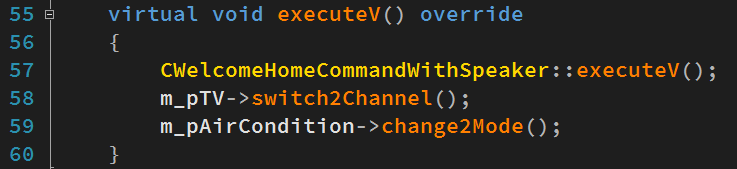 55 virtual void executeV() override
56 {
57 CWelcomeHomeCommandWithSpeaker::executeV();
58 m_pTV->switch2Channel();
59 m_pAirCondition->change2Mode();
60 }